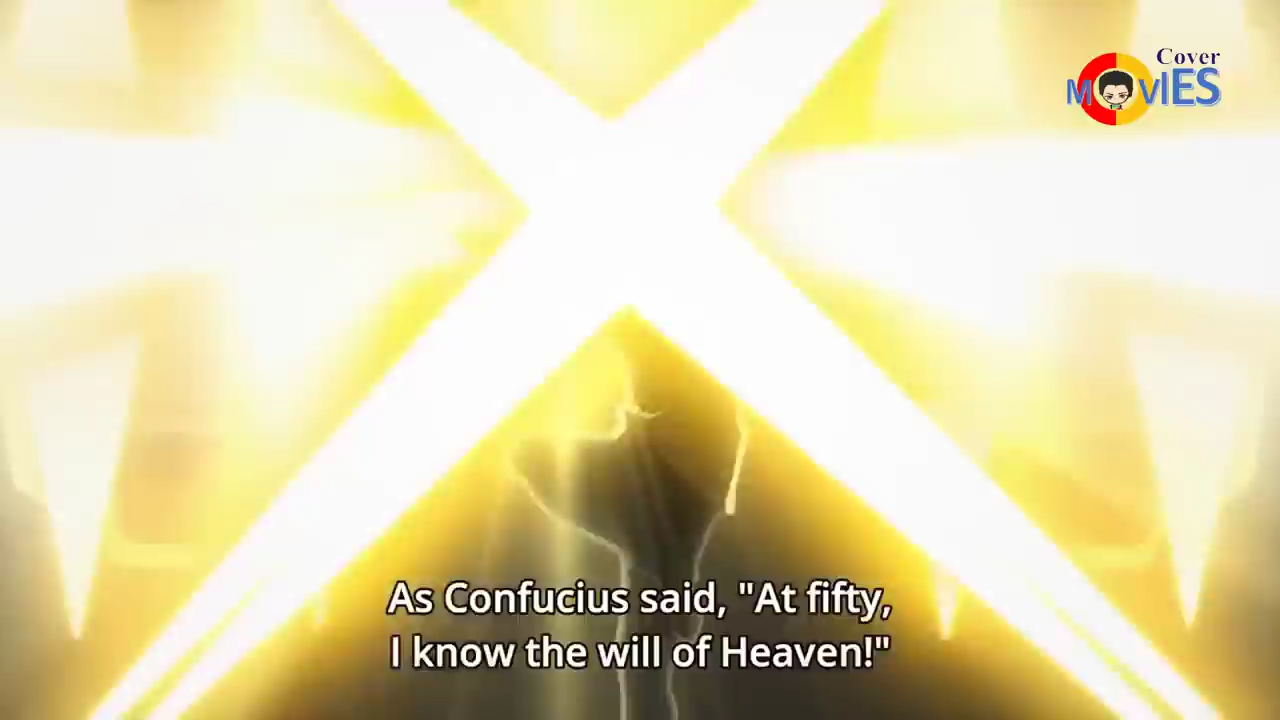 Cover
MOVIES
As Confucius said, "At fifty,
I know the will of Heaven!"